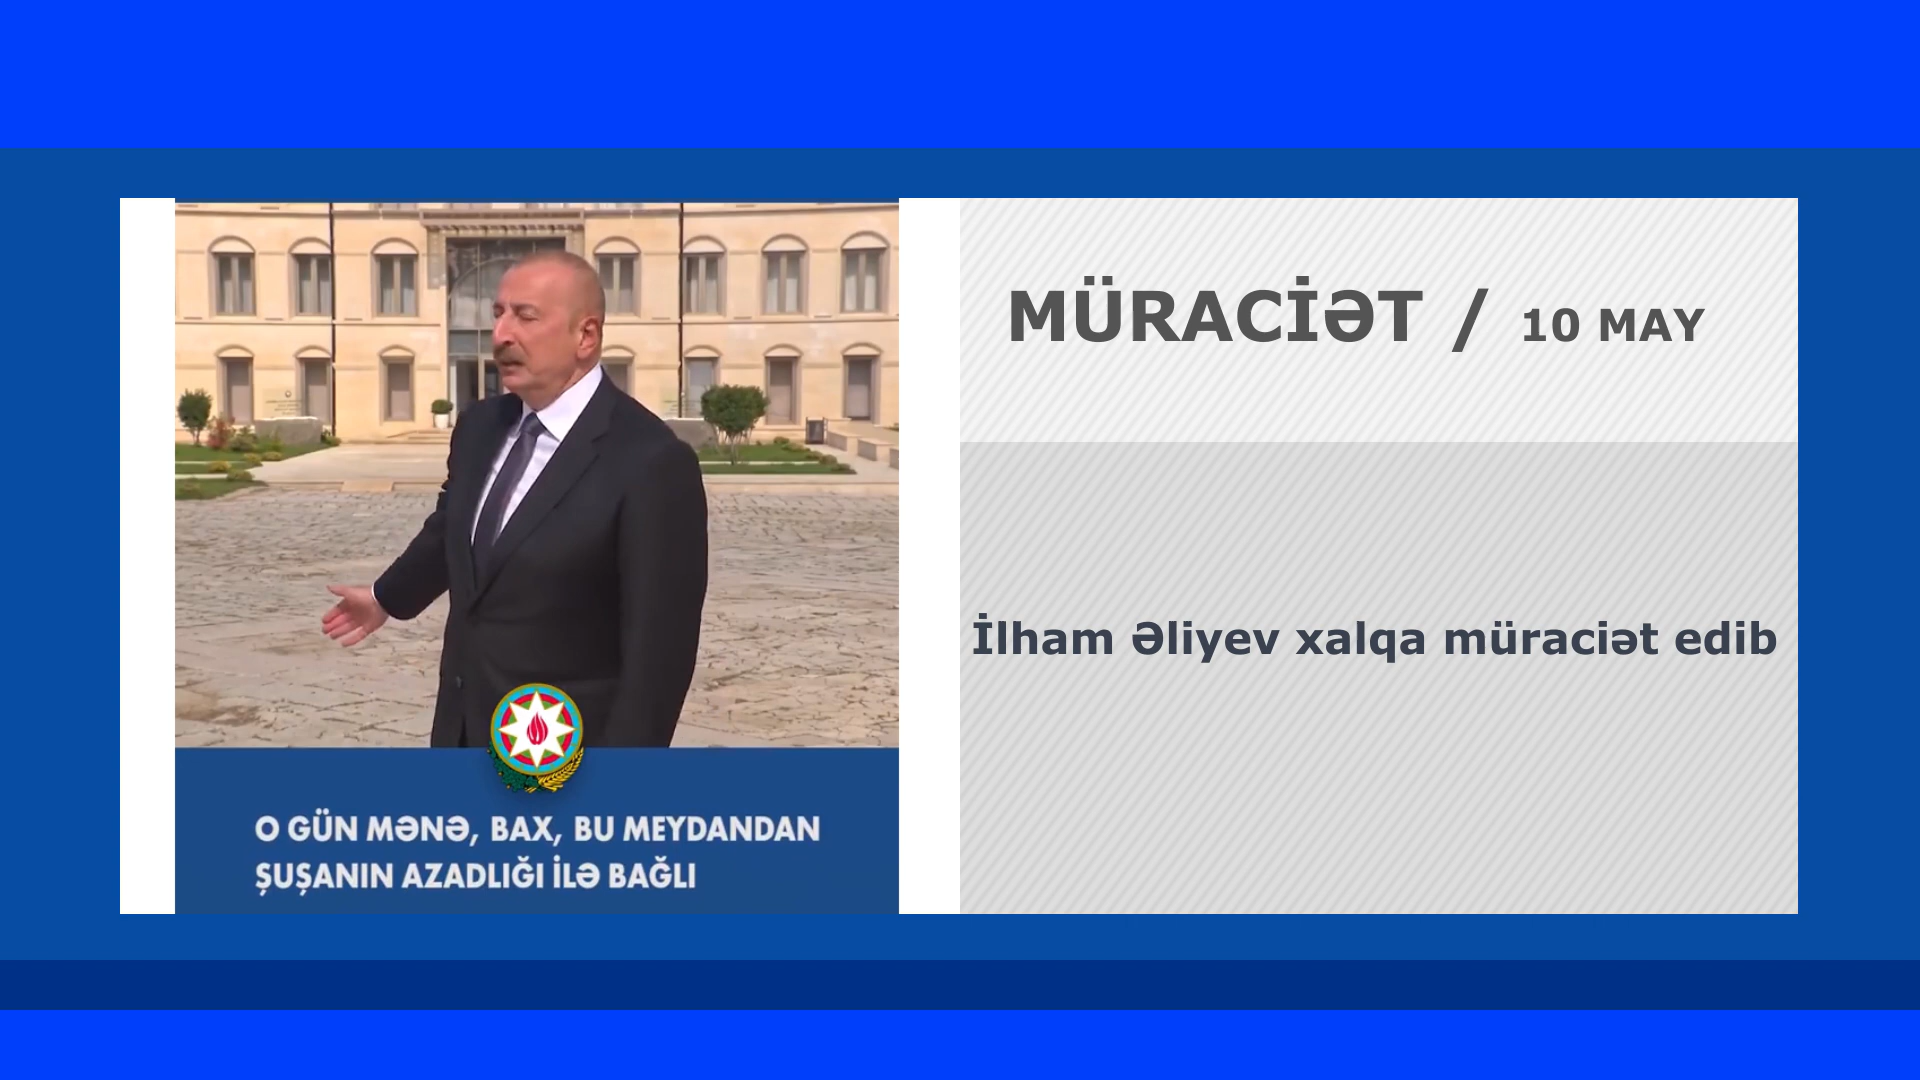 MÜRACİƏT / 10 MAY
İlham Əliyev xalqa müraciət edib
O GÜN MƏNƏ, BAX, BU MEYDANDAN
ŞUŞANIN AZADLIĞI İLƏ BAĞLI